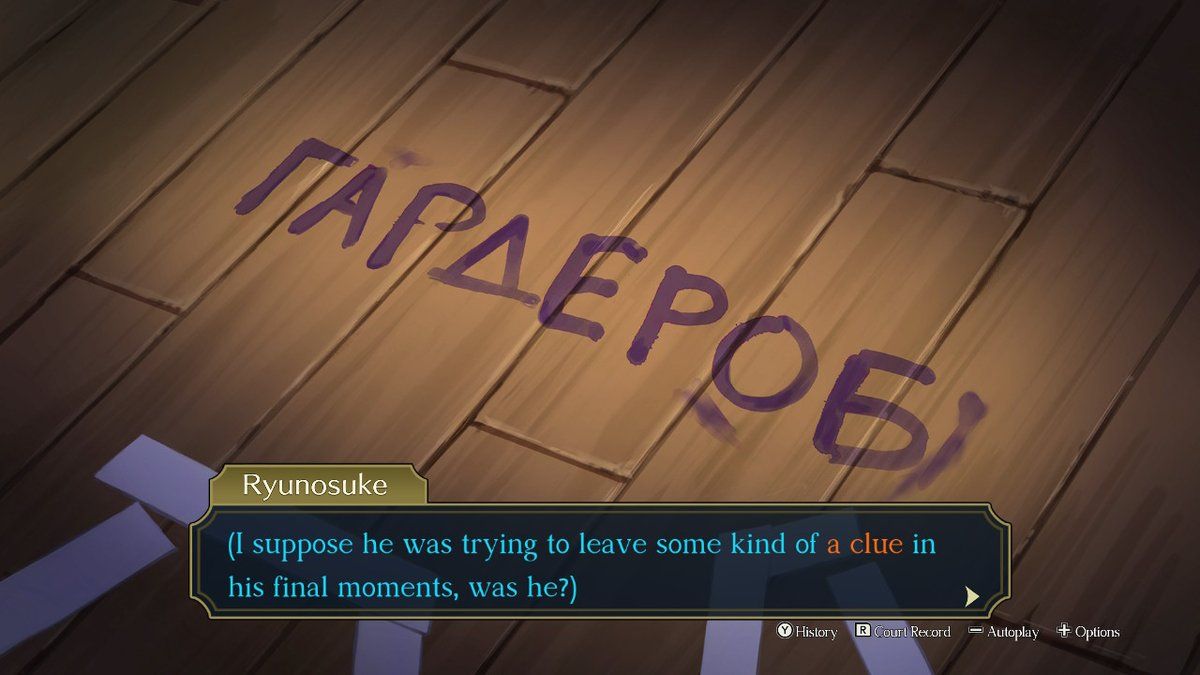 ГАРДЕРОБ
Ryunosuke
(I suppose he was trying to leave some kind of a clue in
his final moments, was he?)
Y History R Court Record Autoplay Options